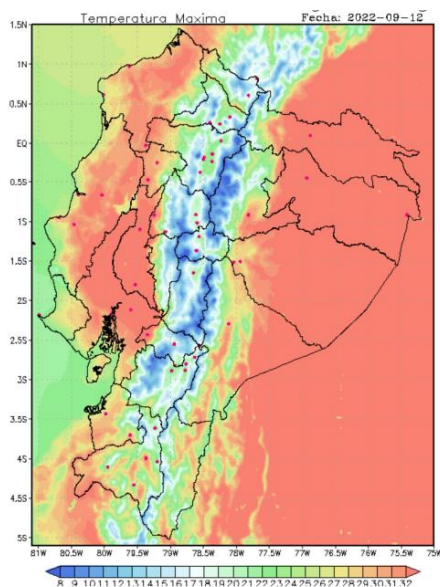 Temperatura Maxima
Fecha: 2022-09-12
1.5N
1N
0.5N
EQ
0.5S
1S
1.5S
2S
2.5S
3S
3.5S
4S
4.5S
5S
81W 80.5W 80W 79.5W 79W 78.5W 78W 77.5W 77W 76.5W 76W 75.5W 75W
8 9 10 11 12 13 14 15 16 17 18 19 20 21 22 23 24 25 26 27 28 29 30 31 32